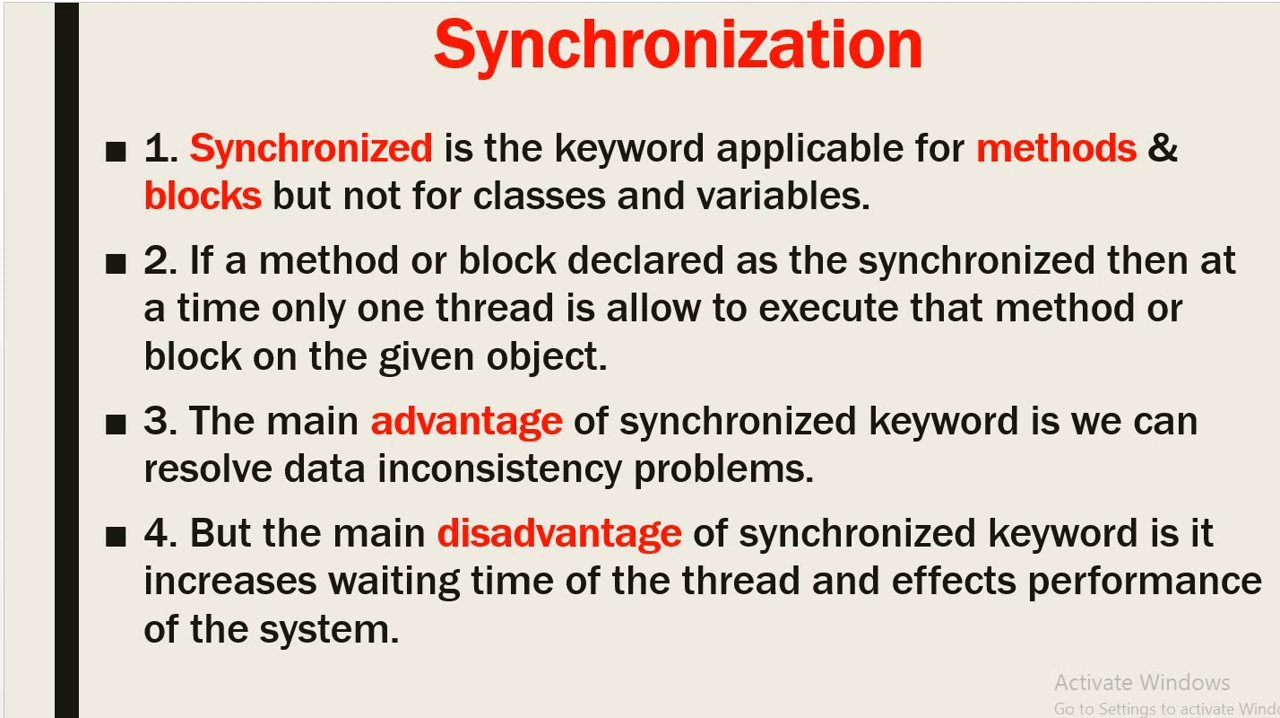 Synchronization
■ 1. Synchronized is the keyword applicable for methods &
blocks but not for classes and variables.
■ 2. If a method or block declared as the synchronized then at
a time only one thread is allow to execute that method or
block on the given object.
■ 3. The main advantage of synchronized keyword is we can
resolve data inconsistency problems.
■ 4. But the main disadvantage of synchronized keyword is it
increases waiting time of the thread and effects performance
of the system.
Activate Windows
Go to Settings to activate Windo